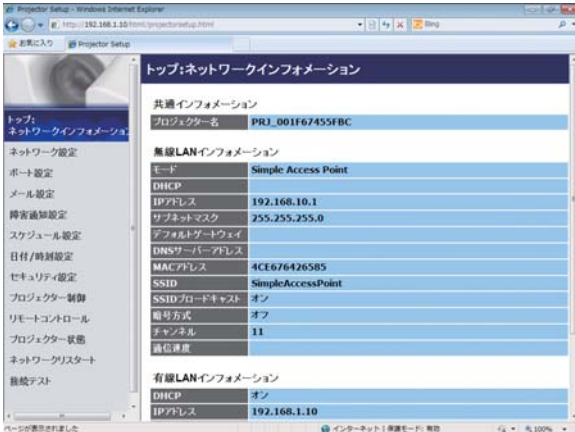 Projector Setup - Windows Internet Explorer
http://192.168.1.10/html/projectorsetup.html
Bing
お気に入り
Projector Setup
トップ:ネットワークインフォメーション
トップ:
ネットワークインフォメーショ
ネットワーク設定
ポート設定
メール設定
障害通知設定
スケジュール設定
日付/時刻設定
セキュリティ設定
プロジェクター制御
リモートコントロール
プロジェクター状態
ネットワークリスタート
接続テスト
共通インフォメーション
プロジェクター名 PRJ_001F67455FBC
無線LANインフォメーション
モード Simple Access Point
DHCP
IPアドレス 192.168.10.1
サブネットマスク 255.255.255.0
デフォルトゲートウェイ
DNSサーバーアドレス
MACアドレス 4CE676426585
SSID SimpleAccessPoint
SSIDブロードキャスト オン
暗号方式 オフ
チャンネル 11
通信速度
有線LANインフォメーション
DHCP オン
IPアドレス 192.168.1.10
ページが表示されました
インターネット | 保護モード: 有効
100%